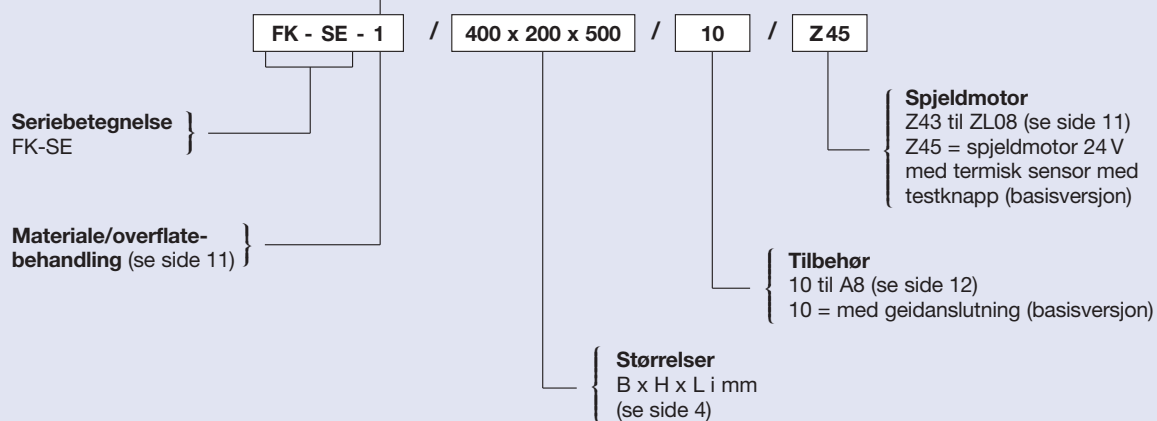 FK - SE - 1 / 400 x 200 x 500 / 10 / Z45
Seriebetegnelse
FK-SE
Materiale/overflate-
behandling (se side 11)
Spjeldmotor
Z43 til ZL08 (se side 11)
Z45 = spjeldmotor 24 V
med termisk sensor med
testknapp (basisversjon)
Tilbehør
10 til A8 (se side 12)
10 = med geidanslutning (basisversjon)
Størrelser
B x H x L i mm
(se side 4)